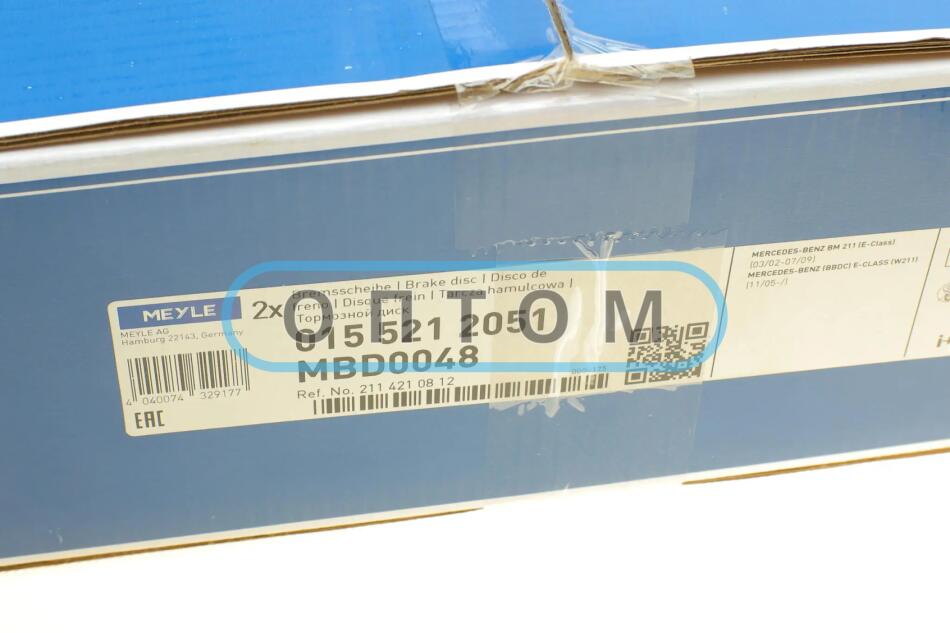 MEYLE
MEYLE AG
Hamburg 22143, Germany
4 040074 329177
EAC
2x
Bremsscheibe | Brake disc | Disco de
freno | Disque frein | Tarcza hamulcowa |
Тормозной диск
015 521 2051
MBD0048
Ref. No. 211 421 08 12
MERCEDES-BENZ BM 211 (E-Class)
(03/02-07/09)
MERCEDES-BENZ (BBDC) E-CLASS (W211)
(11/05-/)
OPTOM